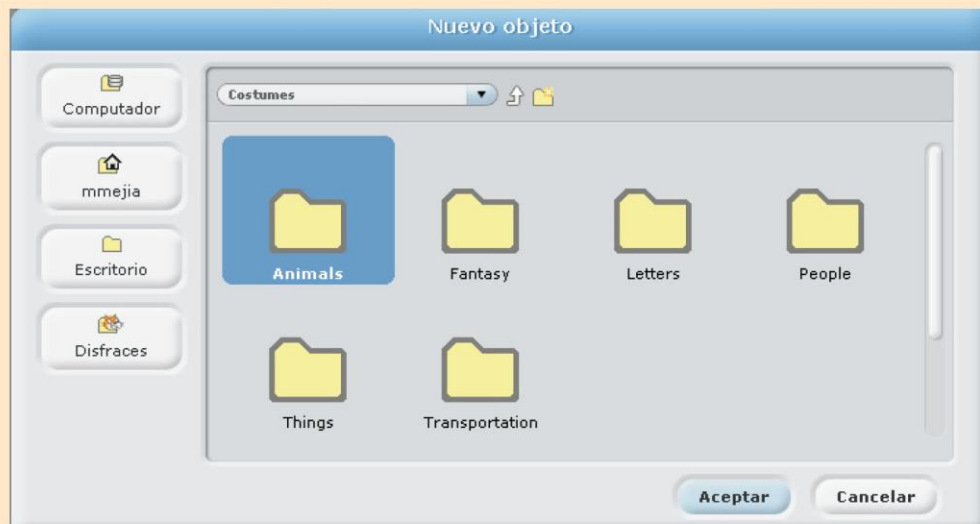 Nuevo objeto
Computador
mmejia
Escritorio
Disfraces
Costumes
Animals Fantasy Letters People
Things Transportation
Aceptar Cancelar